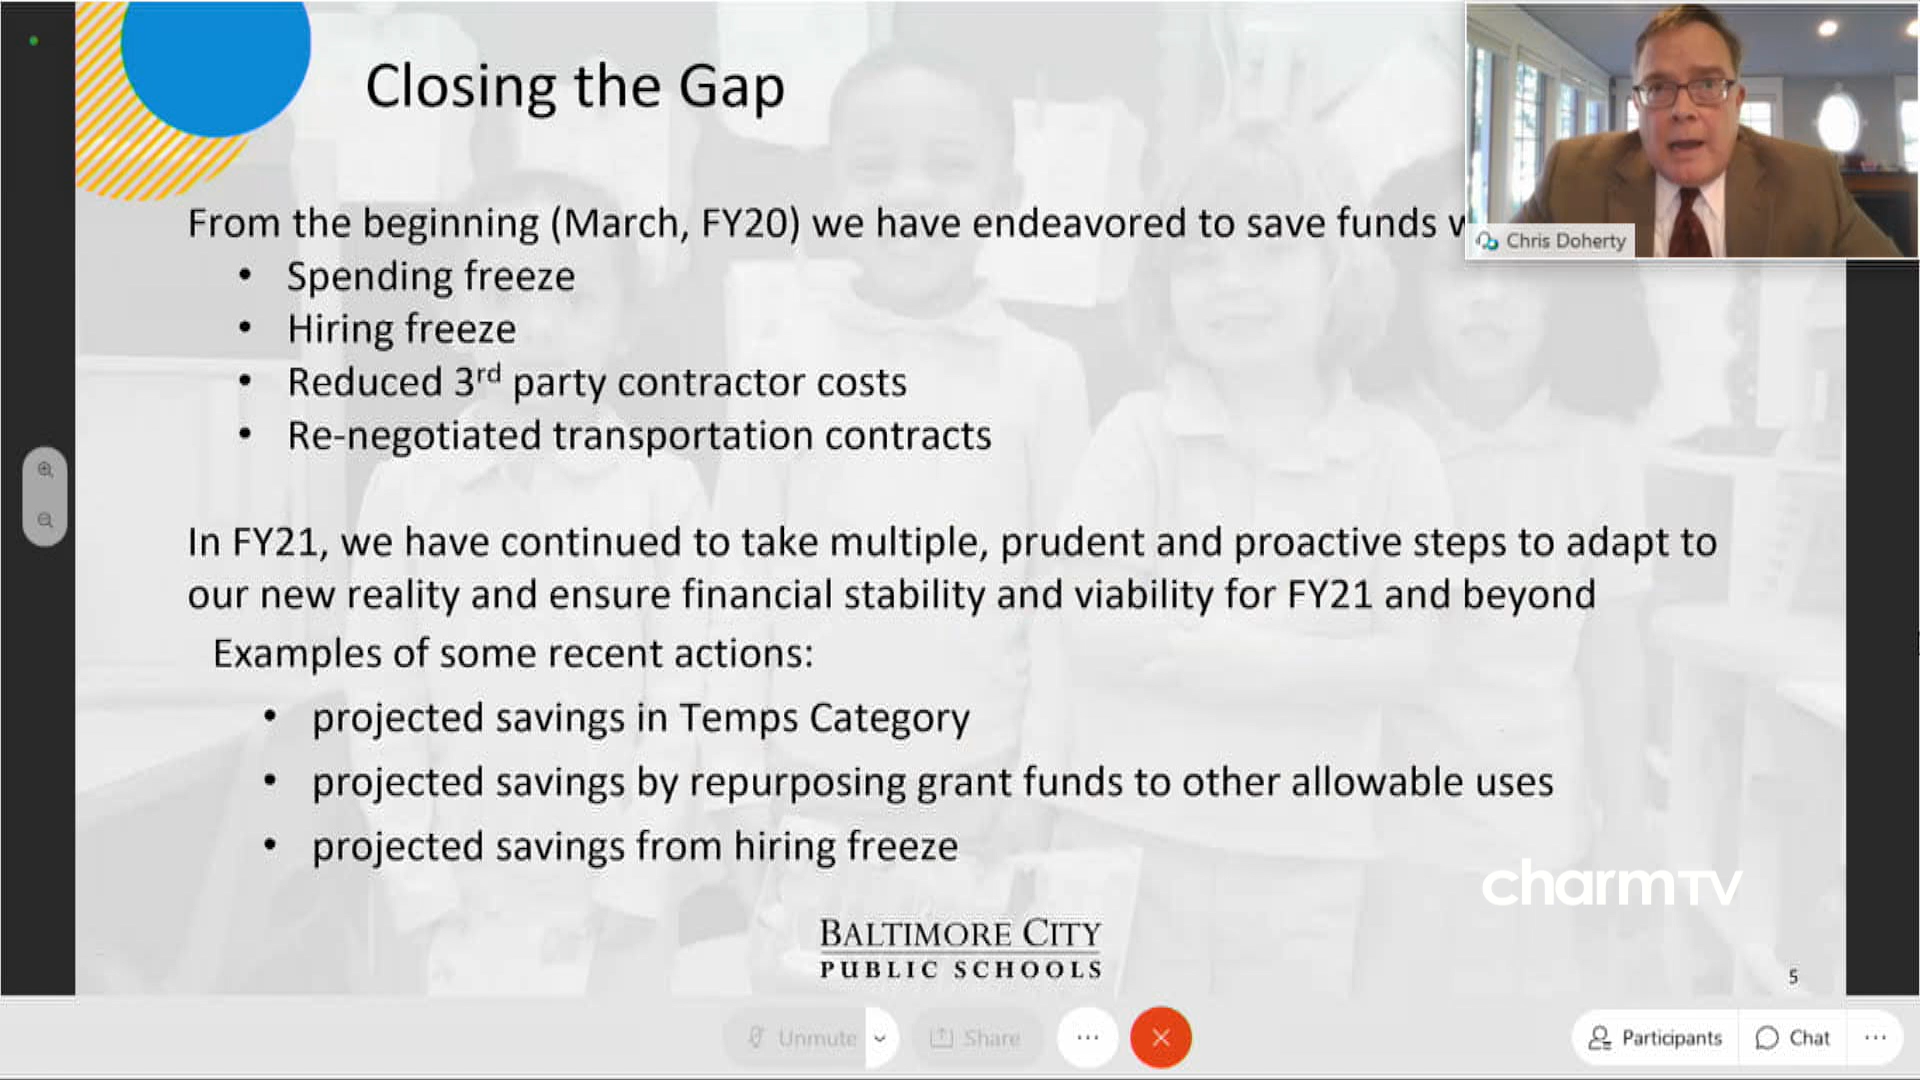 Closing the Gap
From the beginning (March, FY20) we have endeavored to save funds
Chris Doherty
• Spending freeze
• Hiring freeze
• Reduced 3rd party contractor costs
• Re-negotiated transportation contracts
In FY21, we have continued to take multiple, prudent and proactive steps to adapt to
our new reality and ensure financial stability and viability for FY21 and beyond
Examples of some recent actions:
• projected savings in Temps Category
• projected savings by repurposing grant funds to other allowable uses
• projected savings from hiring freeze
charmTV
BALTIMORE CITY
PUBLIC SCHOOLS
5
Unmute
Share
Participants
Chat